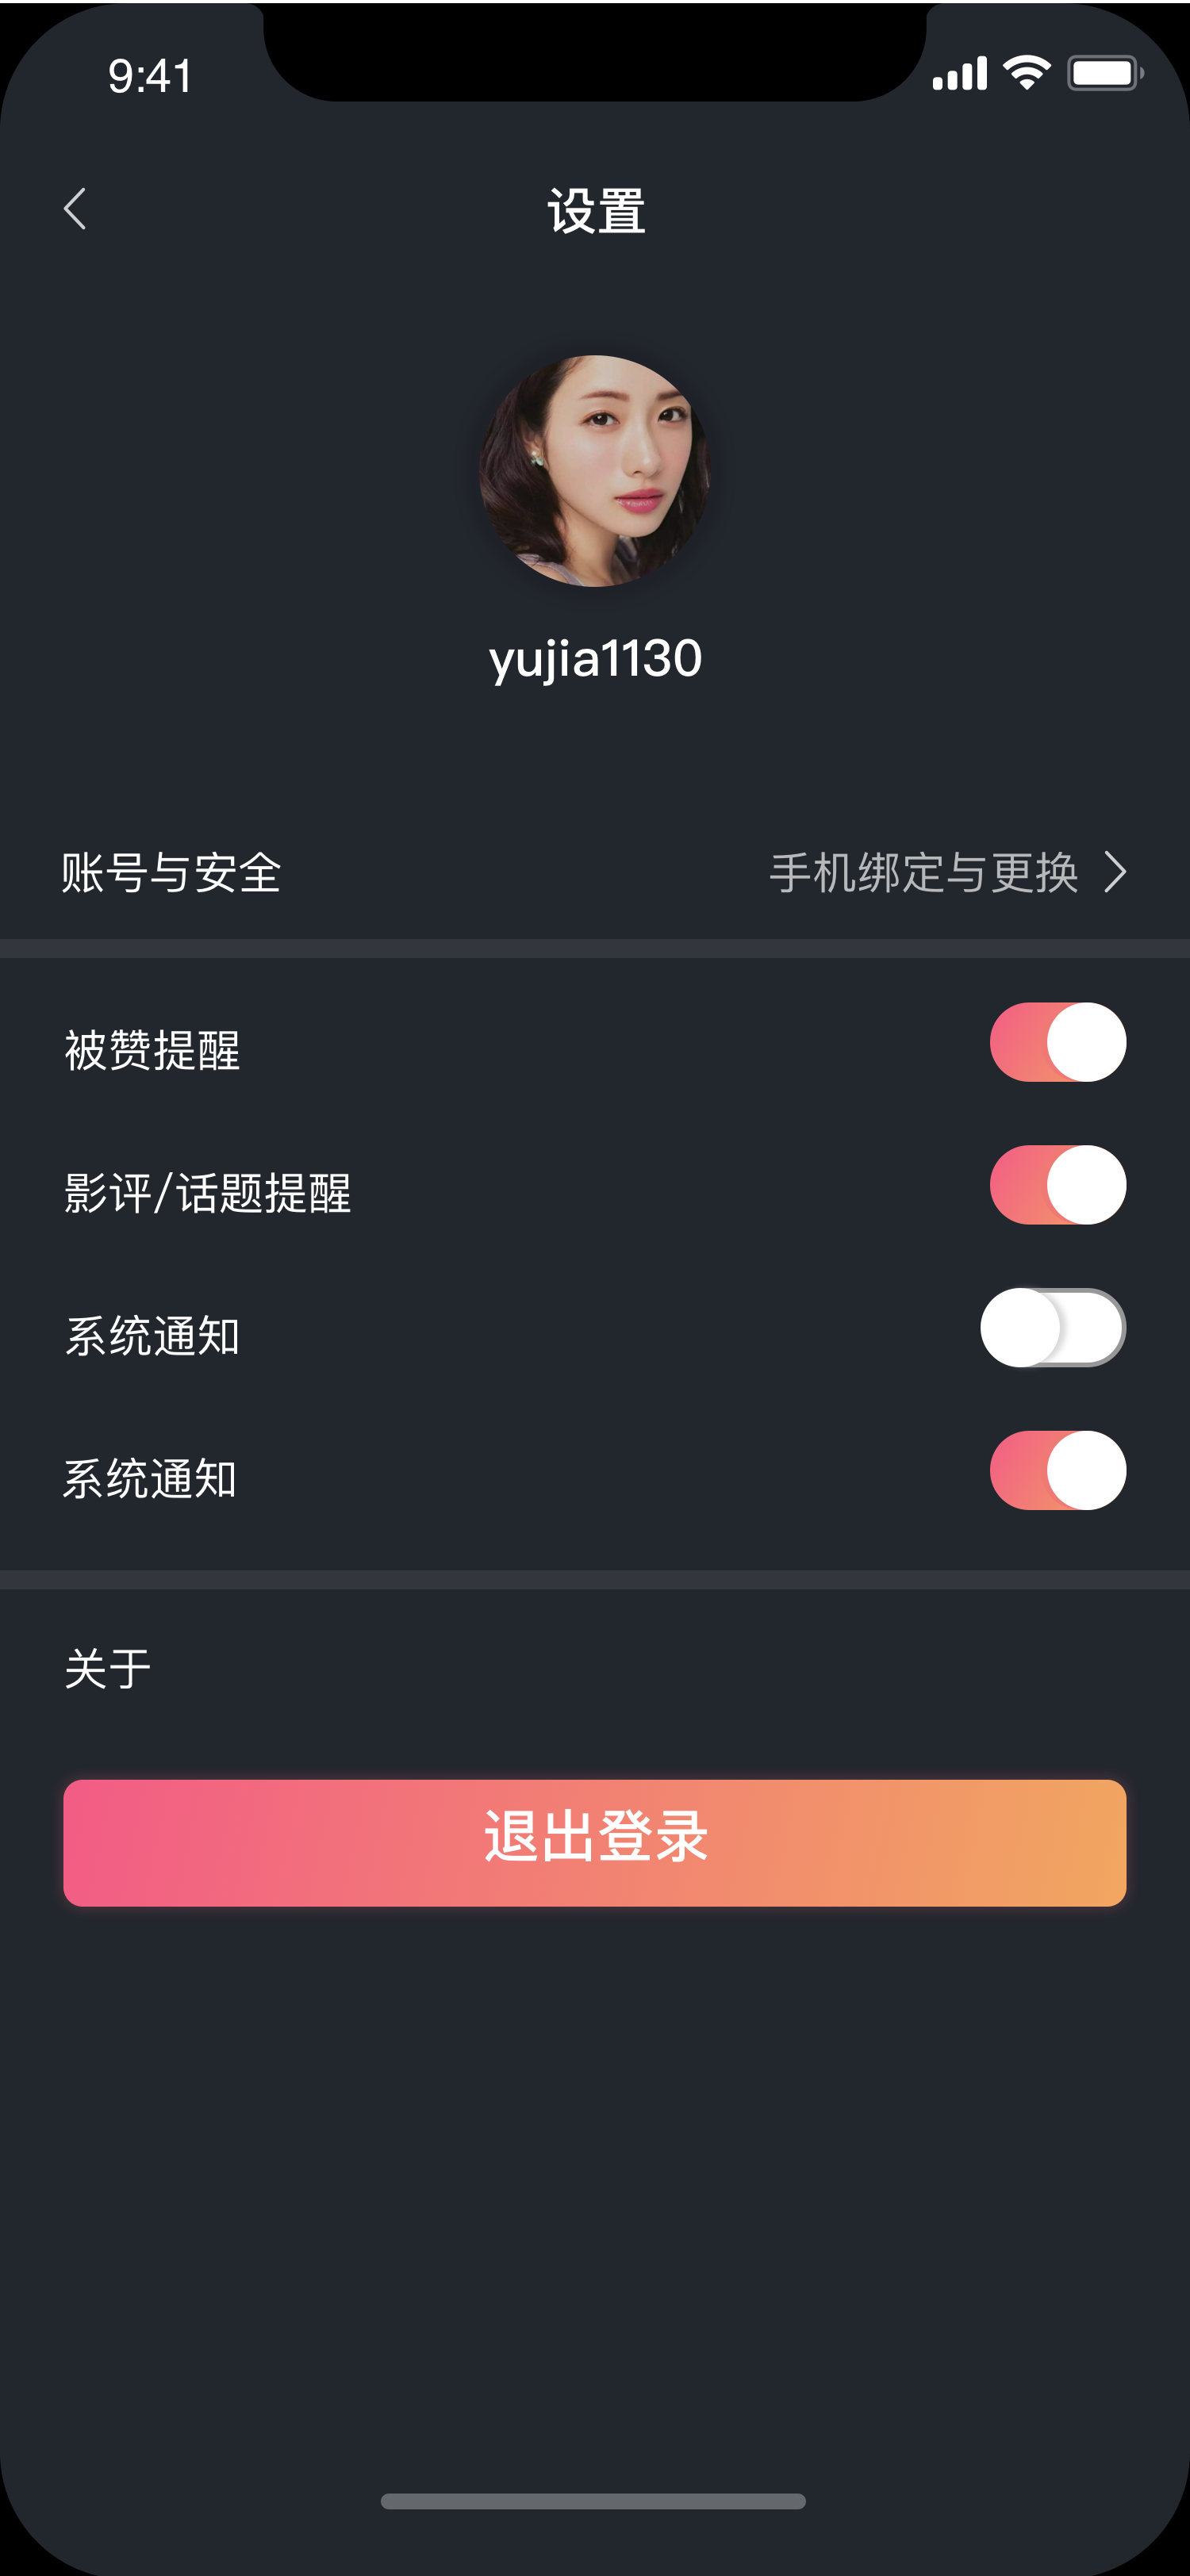 9:41
设置
yujia1130
账号与安全 手机绑定与更换
被赞提醒
影评/话题提醒
系统通知
系统通知
关于
退出登录